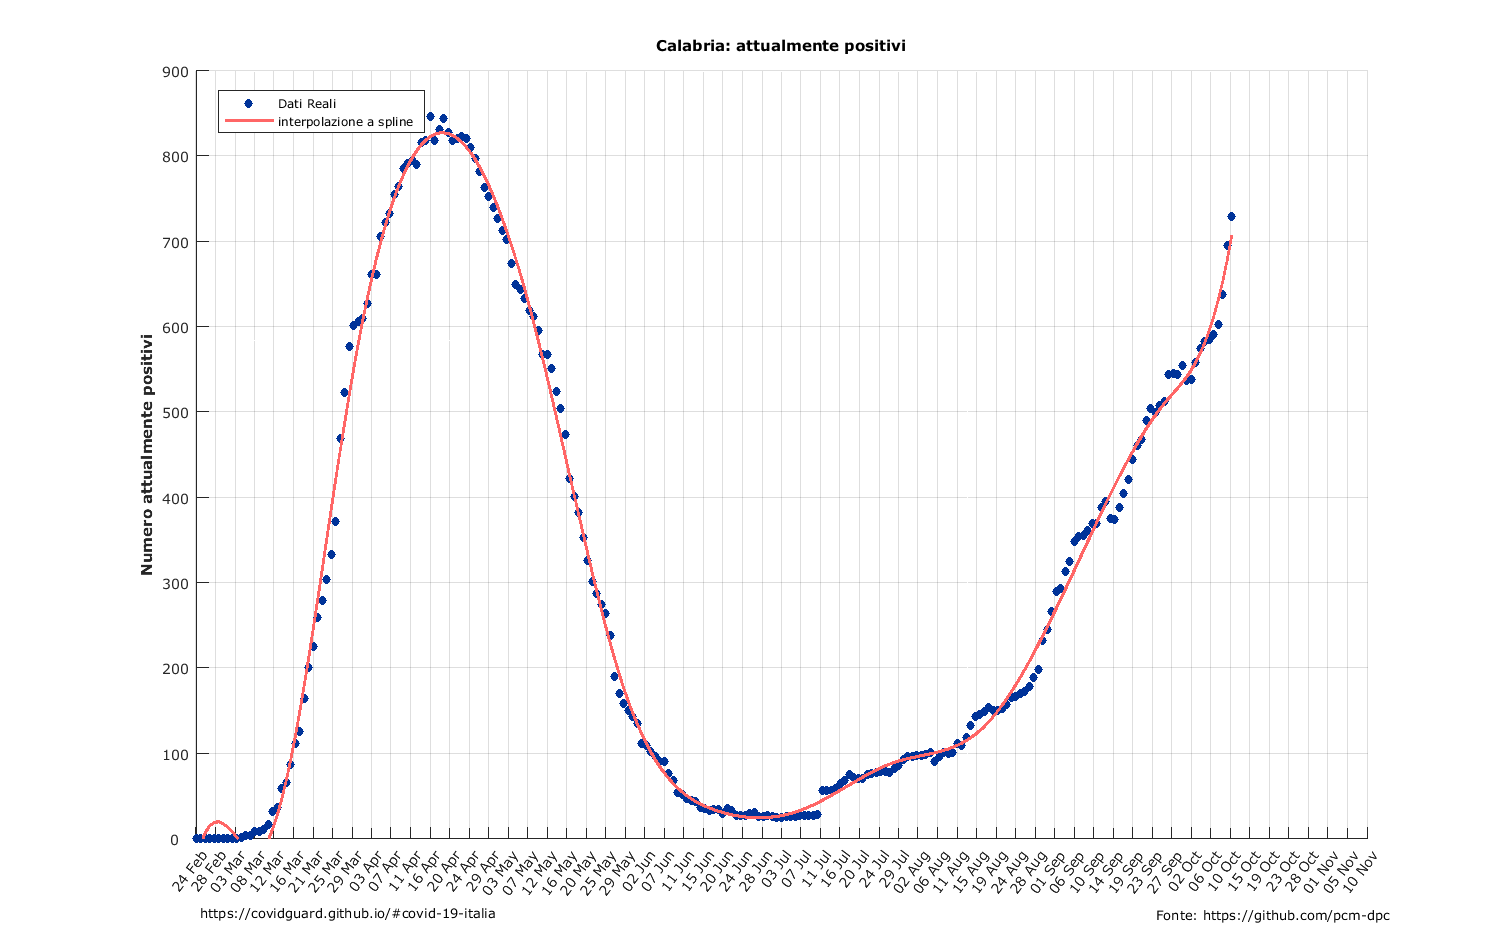 Calabria: attualmente positivi
Numero attualmente positivi
900
800
700
600
500
400
300
200
100
0
Dati Reali
interpolazione a spline
24 Feb
28 Feb
03 Mar
08 Mar
12 Mar
16 Mar
21 Mar
25 Mar
29 Mar
03 Apr
07 Apr
11 Apr
16 Apr
20 Apr
24 Apr
29 Apr
03 May
07 May
12 May
16 May
20 May
25 May
29 May
02 Jun
07 Jun
11 Jun
15 Jun
20 Jun
24 Jun
28 Jun
03 Jul
07 Jul
11 Jul
16 Jul
20 Jul
24 Jul
29 Jul
02 Aug
06 Aug
11 Aug
15 Aug
19 Aug
24 Aug
28 Aug
01 Sep
06 Sep
10 Sep
14 Sep
19 Sep
23 Sep
27 Sep
02 Oct
06 Oct
10 Oct
15 Oct
19 Oct
23 Oct
28 Oct
01 Nov
05 Nov
10 Nov
https://covidguard.github.io/#covid-19-italia
Fonte: https://github.com/pcm-dpc